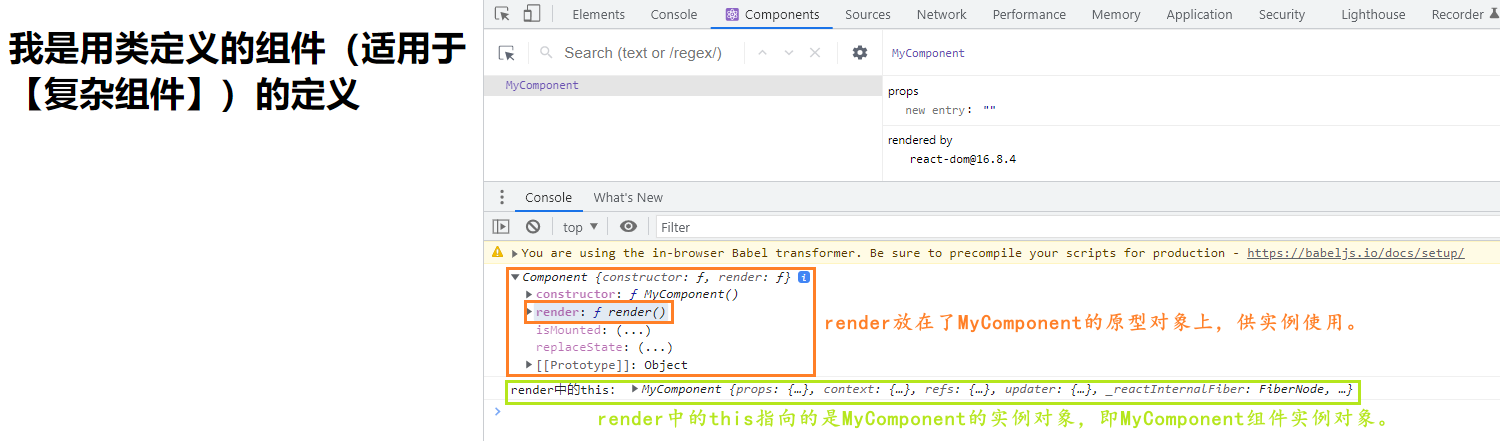 我是用类定义的组件（适用于
【复杂组件】）的定义
Elements Console Components Sources Network Performance Memory Application Security Lighthouse Recorder
Search (text or /regex/)
MyComponent
MyComponent
props
new entry: ""
rendered by
react-dom@16.8.4
Console What's New
top Filter
You are using the in-browser Babel transformer. Be sure to precompile your scripts for production - https://babeljs.io/docs/setup/
Component {constructor: ƒ, render: ƒ}
constructor: ƒ MyComponent()
render: ƒ render()
render放在了MyComponent的原型对象上，供实例使用。
isMounted: (...)
replaceState: (...)
[[Prototype]]: Object
render中的this: MyComponent {props: {…}, context: {…}, refs: {…}, updater: {…}, _reactInternalFiber: FiberNode, …}
render中的this指向的是MyComponent的实例对象，即MyComponent组件实例对象。